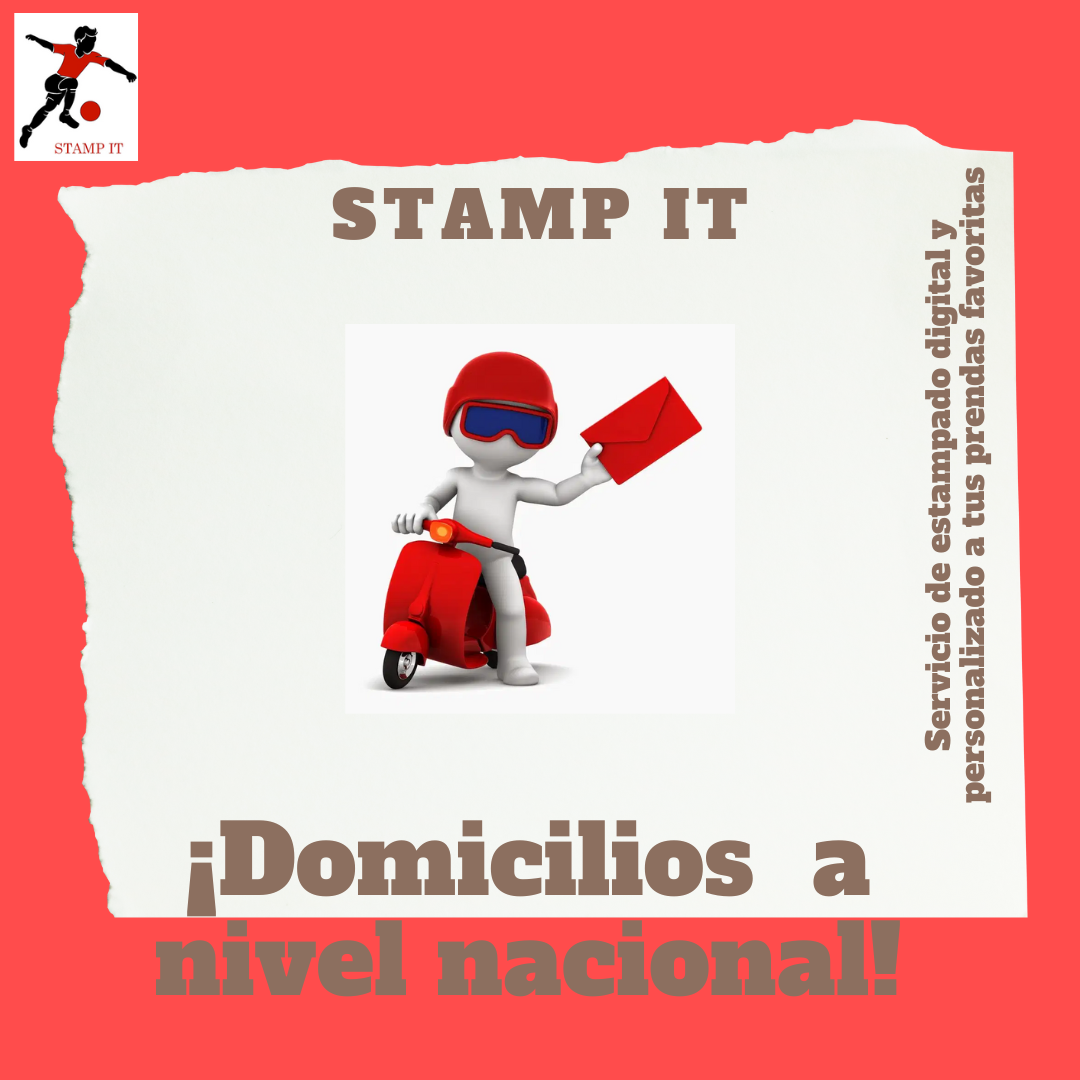 STAMP IT
STAMP IT
Servicio de estampado digital y
personalizado a tus prendas favoritas
¡Domicilios a
nivel nacional!